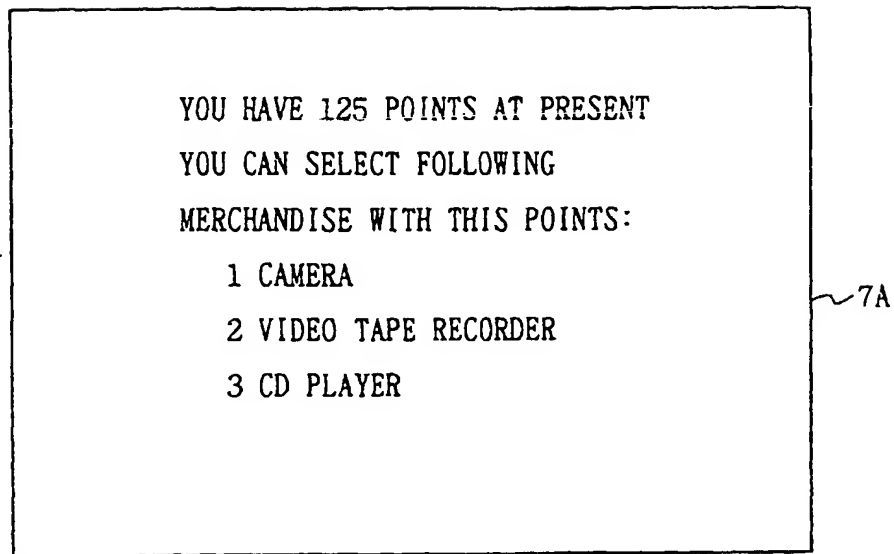 YOU HAVE 125 POINTS AT PRESENT
YOU CAN SELECT FOLLOWING
MERCHANDISE WITH THIS POINTS:
1 CAMERA
2 VIDEO TAPE RECORDER
3 CD PLAYER
7A